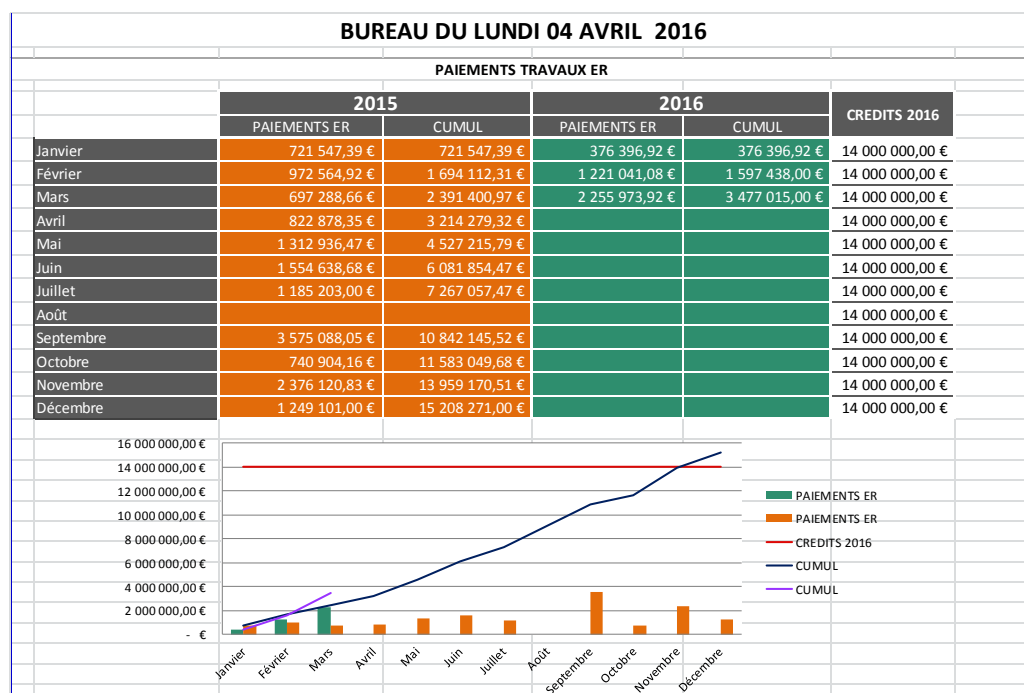 BUREAU DU LUNDI 04 AVRIL 2016
PAIEMENTS TRAVAUX ER
2015 2016 CREDITS 2016
PAIEMENTS ER CUMUL PAIEMENTS ER CUMUL
Janvier 721 547,39 € 721 547,39 € 376 396,92 € 376 396,92 € 14 000 000,00 €
Février 972 564,92 € 1 694 112,31 € 1 221 041,08 € 1 597 438,00 € 14 000 000,00 €
Mars 697 288,66 € 2 391 400,97 € 2 255 973,92 € 3 477 015,00 € 14 000 000,00 €
Avril 822 878,35 € 3 214 279,32 € 14 000 000,00 €
Mai 1 312 936,47 € 4 527 215,79 € 14 000 000,00 €
Juin 1 554 638,68 € 6 081 854,47 € 14 000 000,00 €
Juillet 1 185 203,00 € 7 267 057,47 € 14 000 000,00 €
Août 14 000 000,00 €
Septembre 3 575 088,05 € 10 842 145,52 € 14 000 000,00 €
Octobre 740 904,16 € 11 583 049,68 € 14 000 000,00 €
Novembre 2 376 120,83 € 13 959 170,51 € 14 000 000,00 €
Décembre 1 249 101,00 € 15 208 271,00 € 14 000 000,00 €
16 000 000,00 €
14 000 000,00 €
12 000 000,00 €
10 000 000,00 €
8 000 000,00 €
6 000 000,00 €
4 000 000,00 €
2 000 000,00 €
- €
Janvier Février Mars Avril Mai Juin Juillet Août Septembre Octobre Novembre Décembre
PAIEMENTS ER
PAIEMENTS ER
CREDITS 2016
CUMUL
CUMUL